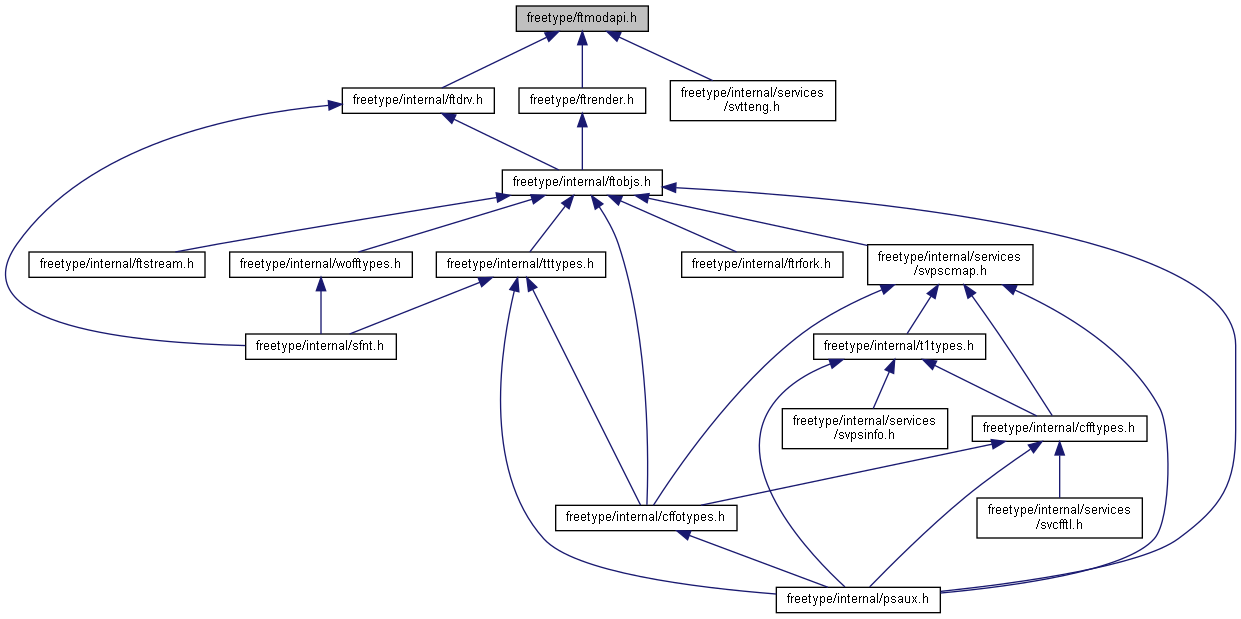 freetype/ftmodapi.h
freetype/internal/ftdrv.h
freetype/ftrender.h
freetype/internal/services
/svtteng.h
freetype/internal/ftobjs.h
freetype/internal/ftstream.h
freetype/internal/wofftypes.h
freetype/internal/tttypes.h
freetype/internal/ftrfork.h
freetype/internal/services
/svpscmap.h
freetype/internal/sfnt.h
freetype/internal/t1types.h
freetype/internal/services
/svpsinfo.h
freetype/internal/cfftypes.h
freetype/internal/cffotypes.h
freetype/internal/services
/svcfftl.h
freetype/internal/psaux.h